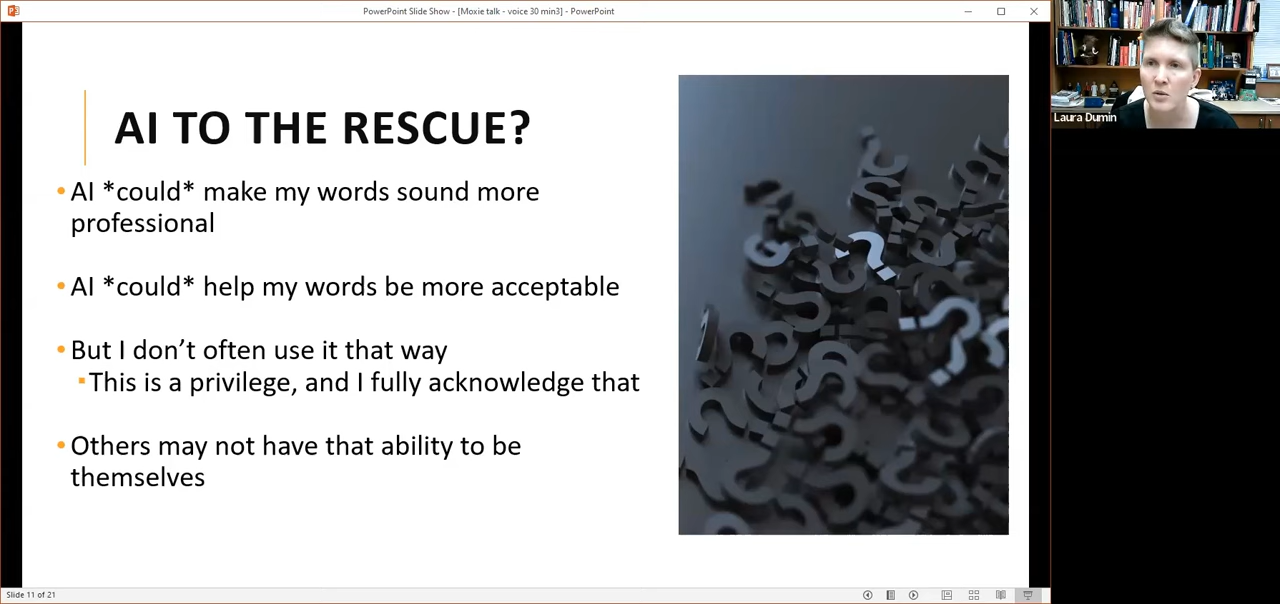 PowerPoint Slide Show - [Moxie talk - voice 30 min3] - PowerPoint
AI TO THE RESCUE?
• AI *could* make my words sound more
professional
• AI *could* help my words be more acceptable
• But I don’t often use it that way
▪ This is a privilege, and I fully acknowledge that
• Others may not have that ability to be
themselves
Laura Dumin
Slide 11 of 21